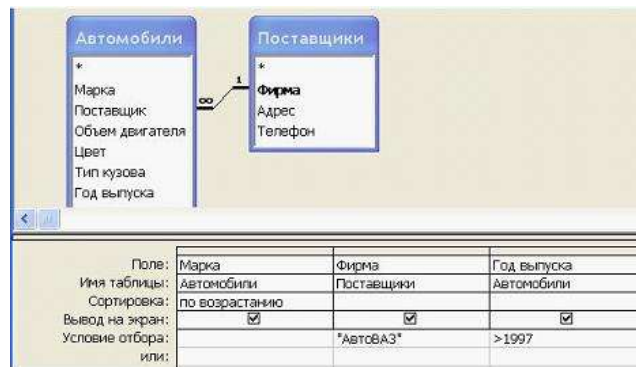 Автомобили
*
Марка
Поставщик
Объем двигателя
Цвет
Тип кузова
Год выпуска
∞ 1
Поставщики
*
Фирма
Адрес
Телефон
Поле: Марка Фирма Год выпуска
Имя таблицы: Автомобили Поставщики Автомобили
Сортировка: по возрастанию
Вывод на экран:
Условие отбора: "АвтоВАЗ" >1997
или: